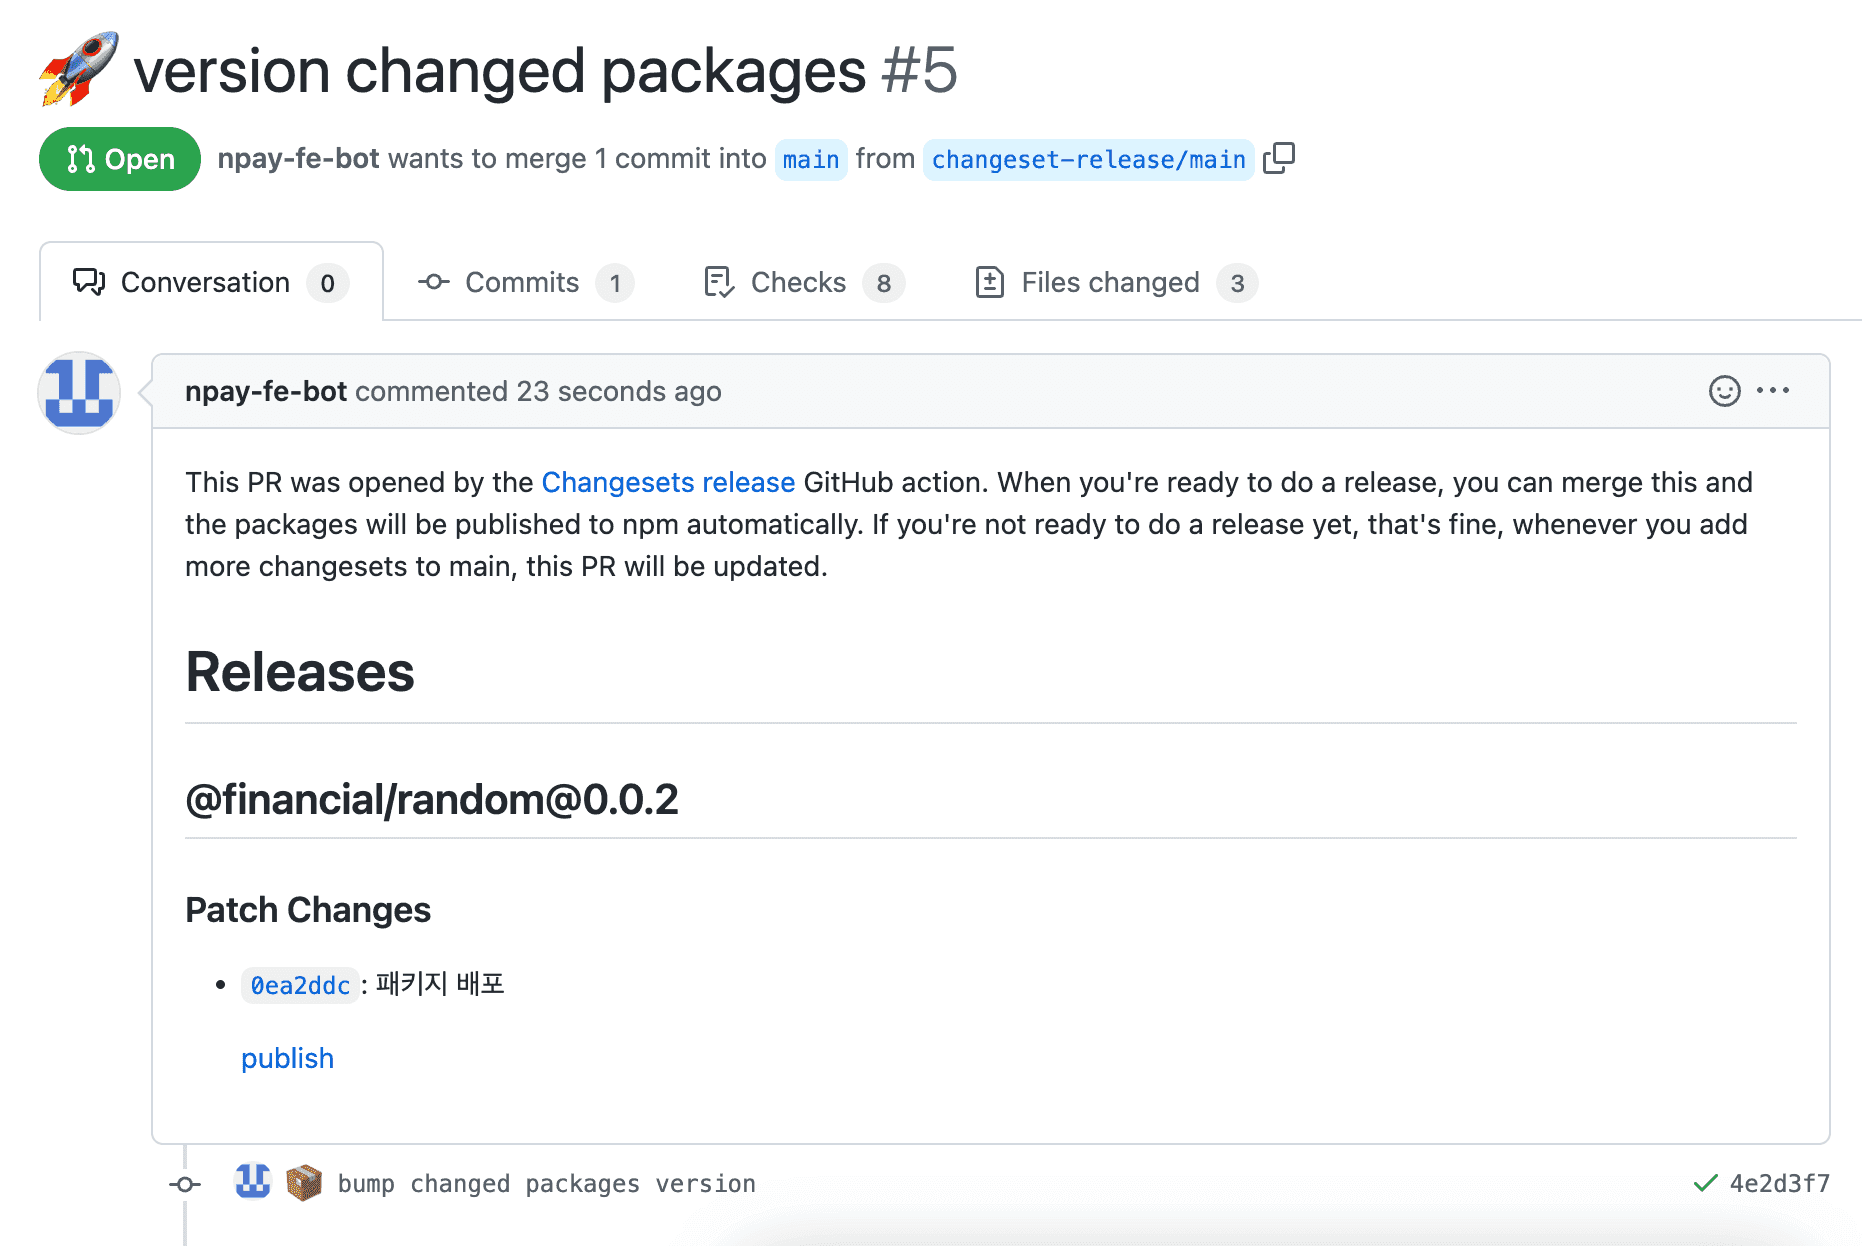 🚀 version changed packages #5
Open npay-fe-bot wants to merge 1 commit into main from changeset-release/main
Conversation 0 Commits 1 Checks 8 Files changed 3
npay-fe-bot commented 23 seconds ago
This PR was opened by the Changesets release GitHub action. When you're ready to do a release, you can merge this and
the packages will be published to npm automatically. If you're not ready to do a release yet, that's fine, whenever you add
more changesets to main, this PR will be updated.
Releases
@financial/random@0.0.2
Patch Changes
• 0ea2ddc: 패키지 배포
publish
📦 bump changed packages version 4e2d3f7